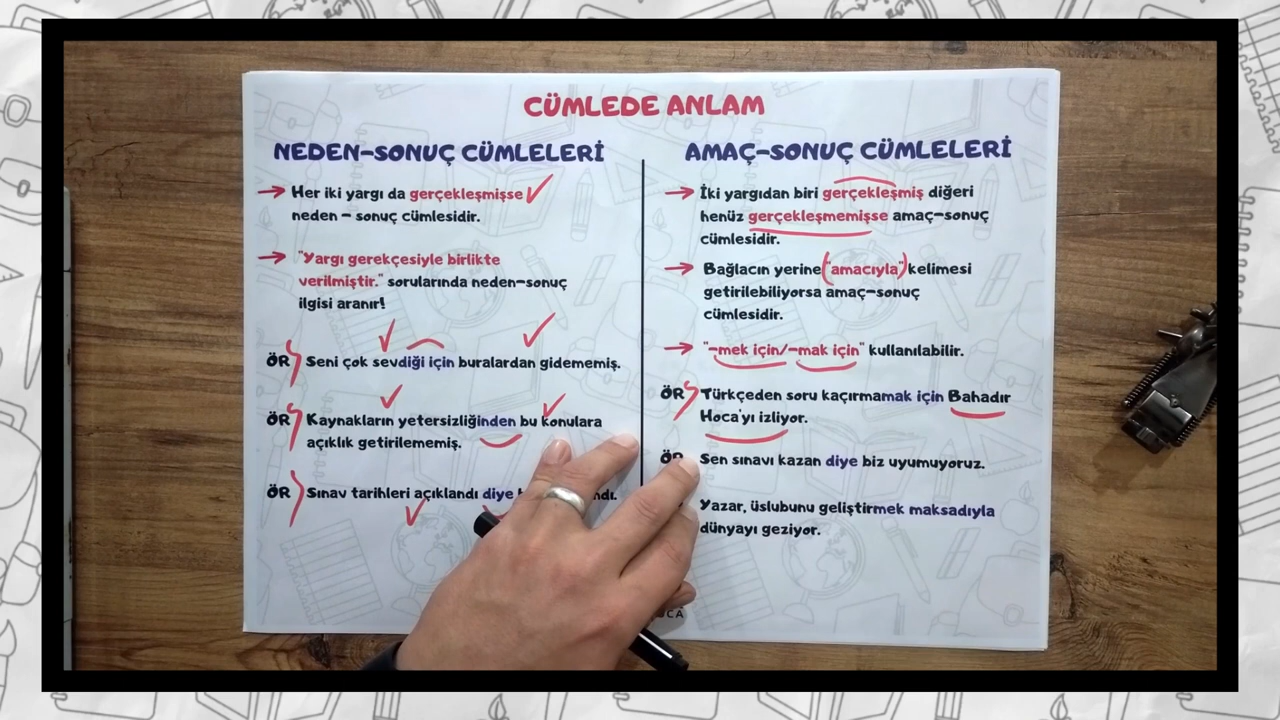 CÜMLEDE ANLAM
NEDEN-SONUÇ CÜMLELERİ
Her iki yargı da gerçekleşmişse
neden - sonuç cümlesidir.
"Yargı gerekçesiyle birlikte
verilmiştir." sorularında neden-sonuç
ilgisi aranır!
ÖR Seni çok sevdiği için buralardan gidememiş.
ÖR Kaynakların yetersizliğinden bu konulara
açıklık getirilememiş.
ÖR Sınav tarihleri açıklandı diye
AMAÇ-SONUÇ CÜMLELERİ
İki yargıdan biri gerçekleşmiş diğeri
henüz gerçekleşmemişse amaç-sonuç
cümlesidir.
Bağlacın yerine "amacıyla" kelimesi
getirilebiliyorsa amaç-sonuç
cümlesidir.
"-mek için/-mak için" kullanılabilir.
ÖR Türkçeden soru kaçırmamak için Bahadır
Hoca'yı izliyor.
ÖR Sen sınavı kazan diye biz uyumuyoruz.
Yazar, üslubunu geliştirmek maksadıyla
dünyayı geziyor.